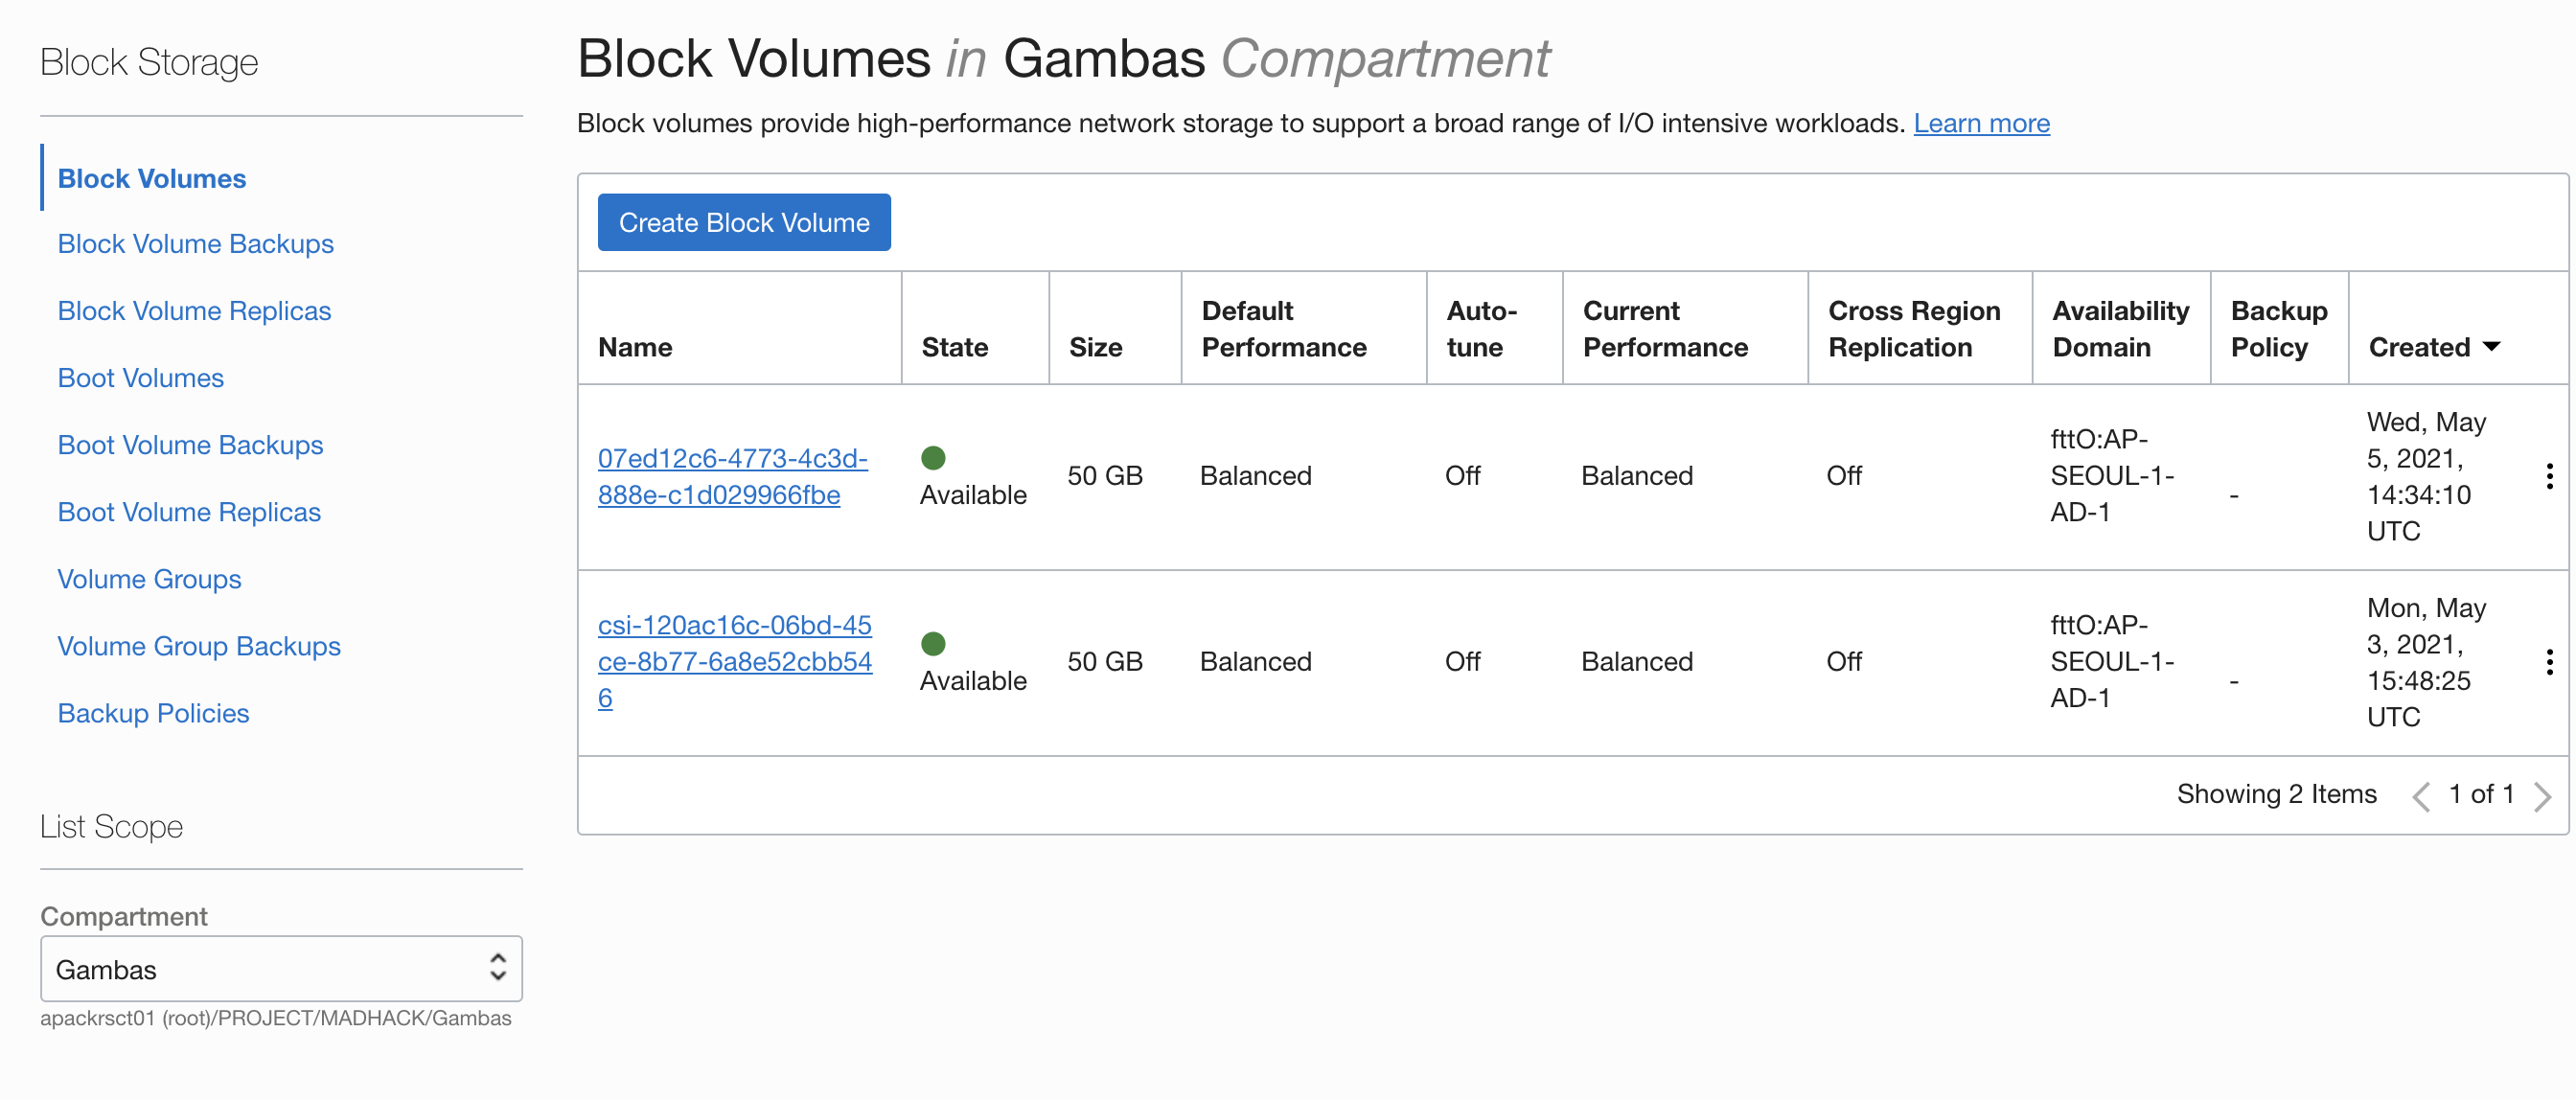 Block Storage
Block Volumes
Block Volume Backups
Block Volume Replicas
Boot Volumes
Boot Volume Backups
Boot Volume Replicas
Volume Groups
Volume Group Backups
Backup Policies
List Scope
Compartment
Gambas
apackrsct01 (root)/PROJECT/MADHACK/Gambas
Block Volumes in Gambas Compartment
Block volumes provide high-performance network storage to support a broad range of I/O intensive workloads. Learn more
Create Block Volume
Name
State
Size
Default
Performance
Auto-
tune
Current
Performance
Cross Region
Replication
Availability
Domain
Backup
Policy
Created
07ed12c6-4773-4c3d-
888e-c1d029966fbe
Available
50 GB
Balanced
Off
Balanced
Off
fttO:AP-
SEOUL-1-
AD-1
-
Wed, May
5, 2021,
14:34:10
UTC
csi-120ac16c-06bd-45
ce-8b77-6a8e52cbb54
6
Available
50 GB
Balanced
Off
Balanced
Off
fttO:AP-
SEOUL-1-
AD-1
-
Mon, May
3, 2021,
15:48:25
UTC
Showing 2 Items
1 of 1